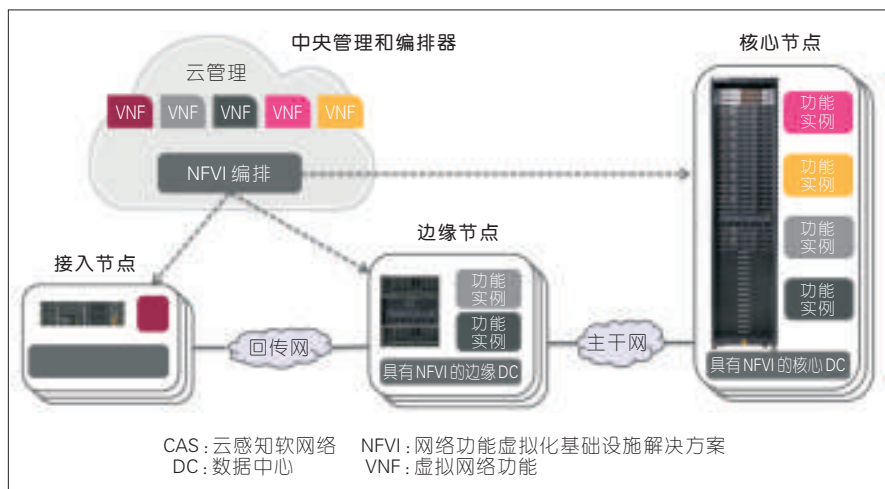 中央管理和编排器
核心节点
云管理
VNF VNF VNF VNF VNF
NFVI 编排
功能
实例
功能
实例
功能
实例
功能
实例
具有NFVI的核心DC
边缘节点
功能
实例
功能
实例
具有NFVI的边缘DC
接入节点
回传网
主干网
CAS:云感知软网络 NFVI:网络功能虚拟化基础设施解决方案
DC:数据中心 VNF:虚拟网络功能